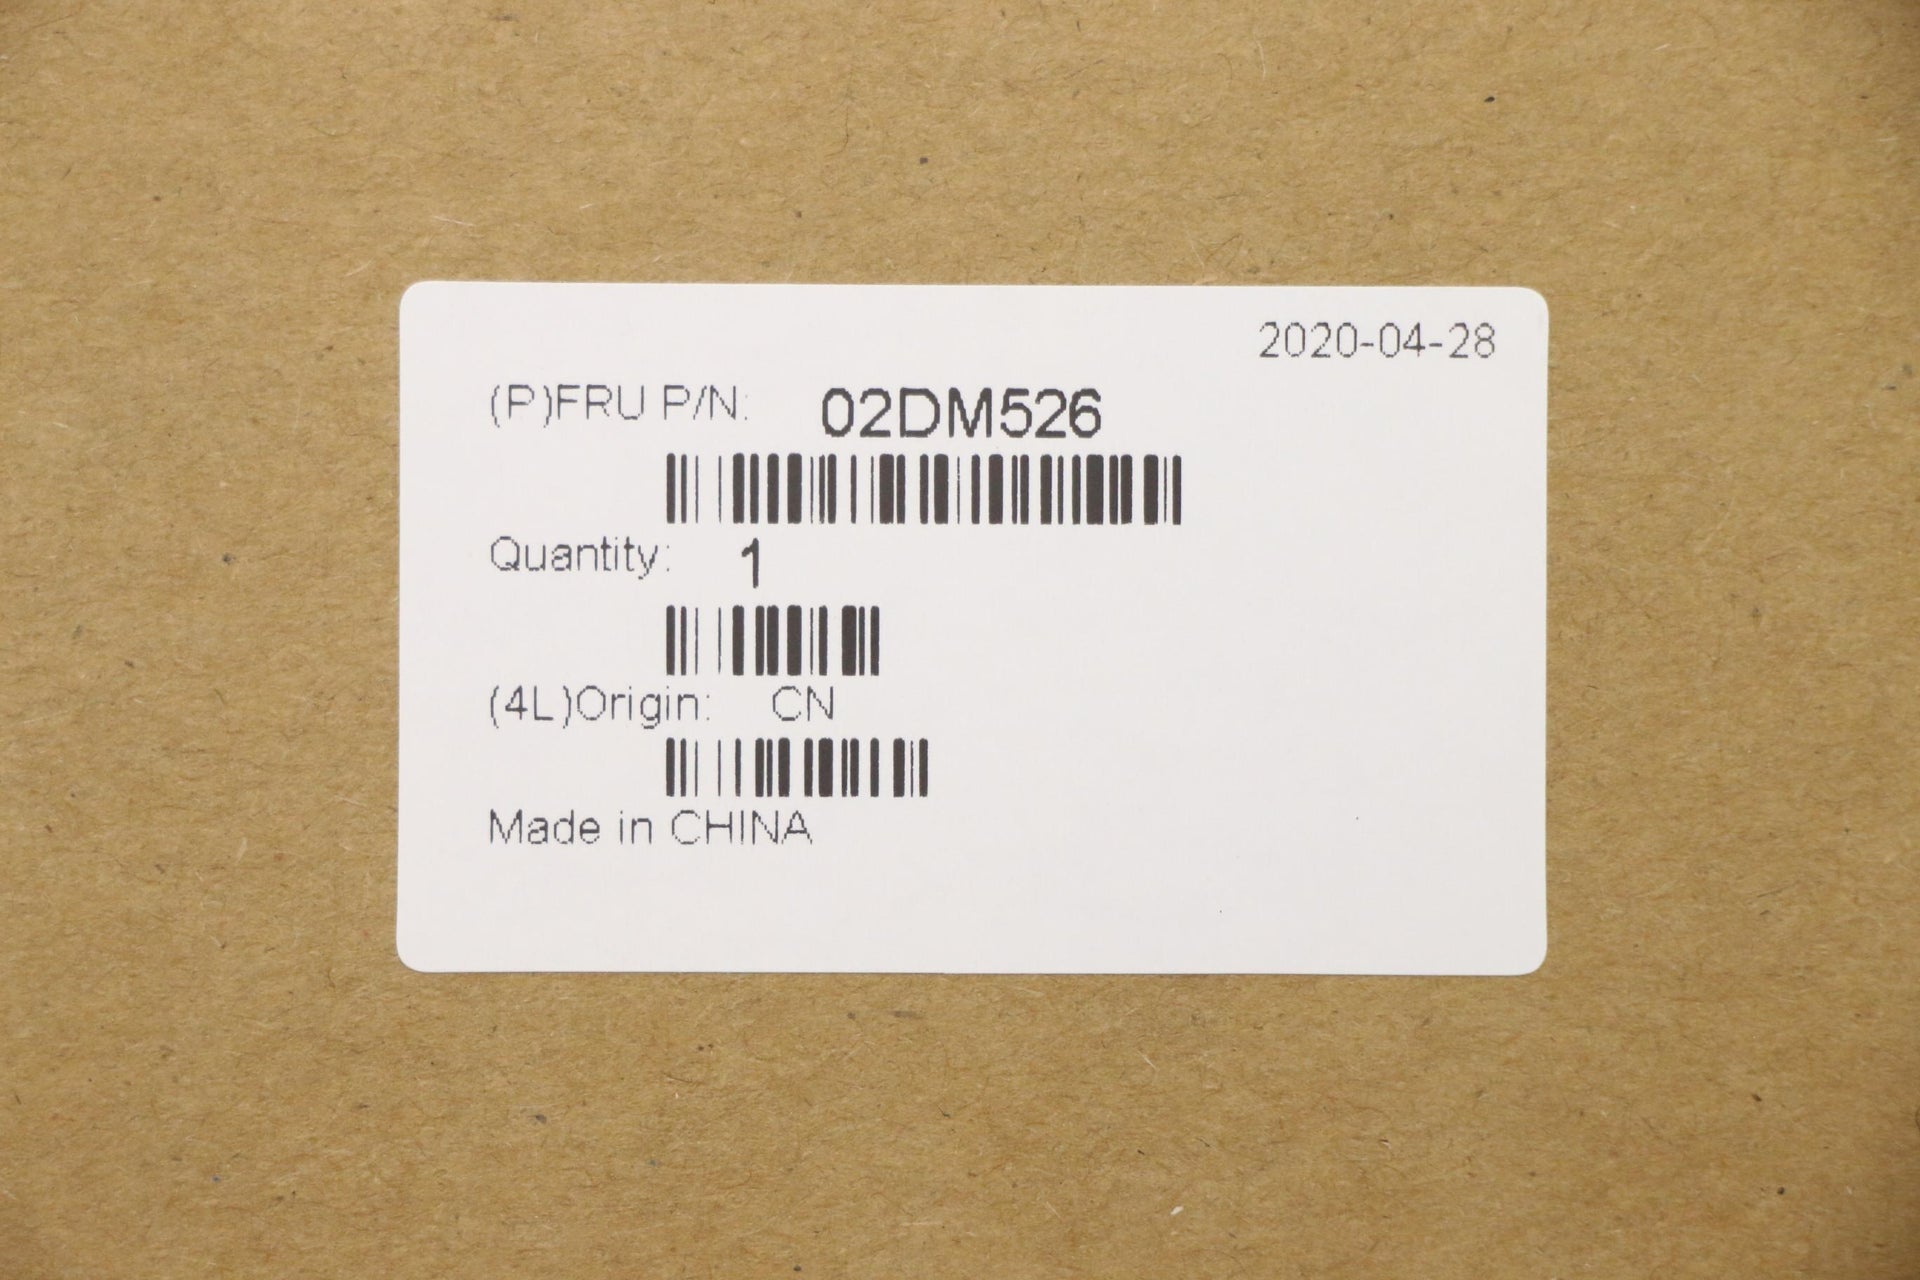 2020-04-28
(P)FRU P/N: 02DM526
Quantity: 1
(4L)Origin: CN
Made in CHINA